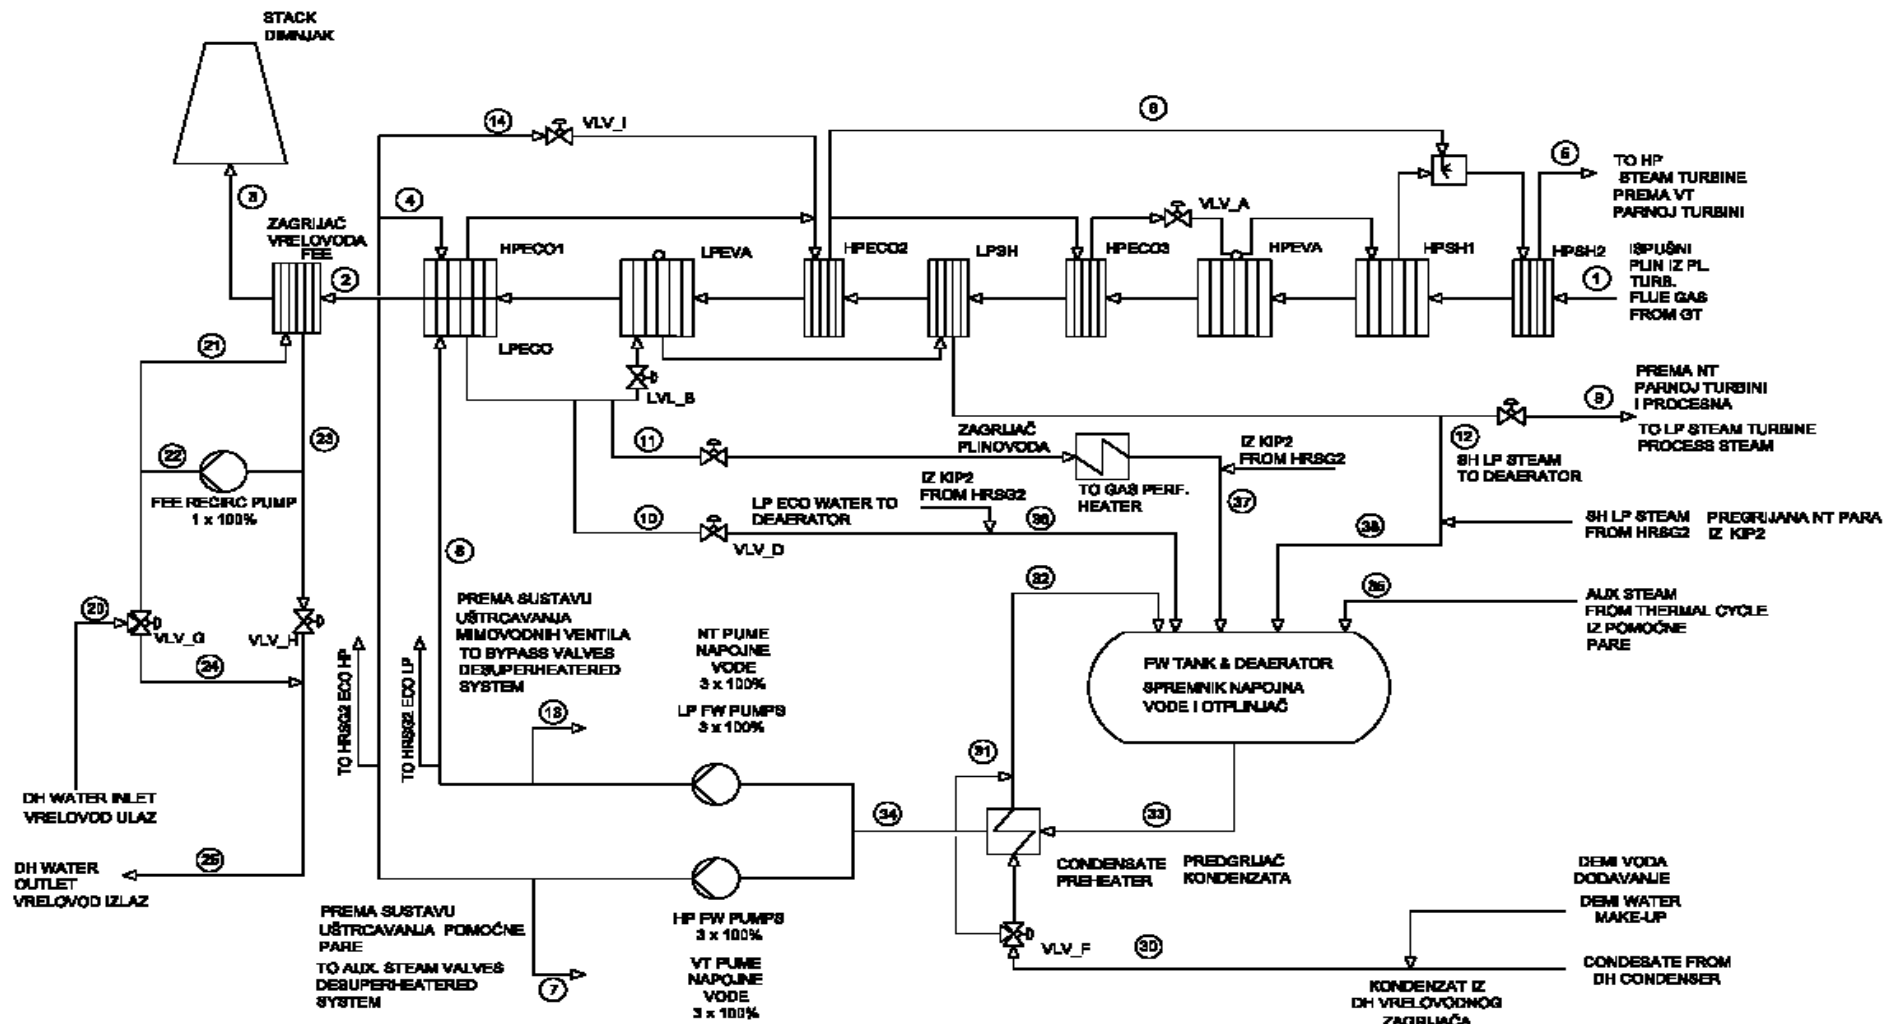 STACK
DIMNJAK
3
ZAGRIJAČ
VRELOVODA
FEE
2
14
VLV_I
4
HPECO1
LPECO
LPEVA
HPECO2
LPSH
HPECO3
VLV_A
HPEVA
HPSH1
HPSH2
6
TO HP
STEAM TURBINE
PREMA VT
PARNOJ TURBINI
ISPUŠNI
PLIN IZ PL.
TURB.
FLUE GAS
FROM GT
1
21
22
23
FEE RECIRC PUMP
1 x 100%
20
VLV_G
VLV_H
24
DH WATER INLET
VRELOVOD ULAZ
25
DH WATER
OUTLET
VRELOVOD IZLAZ
LVL_B
11
ZAGRIJAČ
PLINOVODA
TO GAS PERF.
HEATER
IZ KIP2
FROM HRSG2
37
10
VLV_D
LP ECO WATER TO
DEAERATOR
IZ KIP2
FROM HRSG2
36
PREMA NT
PARNOJ TURBINI
I PROCESNA
9
TO LP STEAM TURBINE
PROCESS STEAM
12
SH LP STEAM
TO DEAERATOR
38
SH LP STEAM
FROM HRSG2
PREGRIJANA NT PARA
IZ KIP2
35
AUX STEAM
FROM THERMAL CYCLE
IZ POMOČNE
PARE
32
FW TANK & DEAERATOR
SPREMNIK NAPOJNA
VODE I OTPLINJAČ
PREMA SUSTAVU
UŠTRCAVANJA
MIMOVODNIH VENTILA
TO BYPASS VALVES
DESUPERHEATERED
SYSTEM
13
NT PUME
NAPOJNE
VODE
3 x 100%
LP FW PUMPS
3 x 100%
TO HRSG2 ECO HP
TO HRSG2 ECO LP
31
34
33
CONDENSATE
PREHEATER
PREDGRIJAČ
KONDENZATA
HP FW PUMPS
3 x 100%
VT PUME
NAPOJNE
VODE
3 x 100%
PREMA SUSTAVU
UŠTRCAVANJA POMOČNE
PARE
TO AUX. STEAM VALVES
DESUPERHEATERED
SYSTEM
7
VLV_F
30
DEMI VODA
DODAVANJE
DEMI WATER
MAKE-UP
CONDESATE FROM
DH CONDENSER
KONDENZAT IZ
DH VRELOVODNOG
ZAGRIJAČA